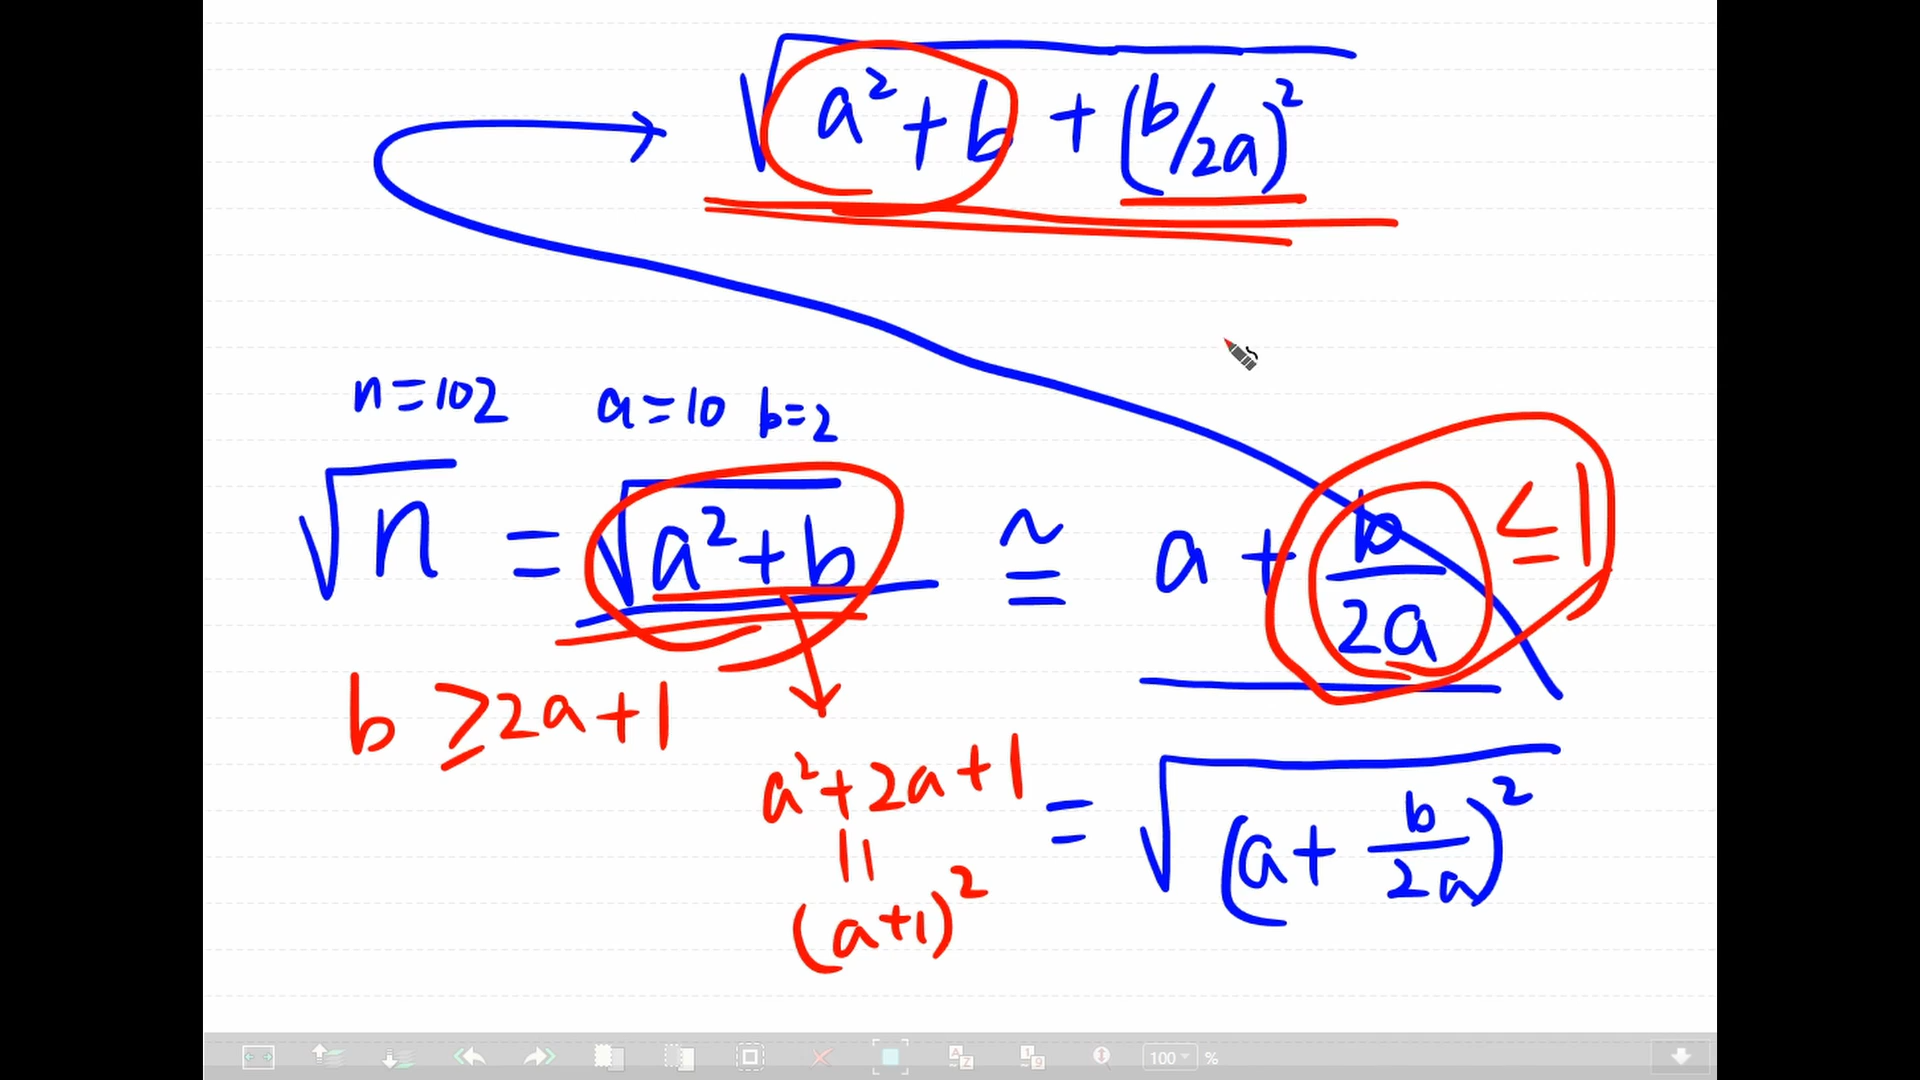 √(a²+b+(b/2a)²)
n=102 a=10 b=2
√n = √(a²+b) ≅ a + b/2a ≤ 1
b ≥ 2a+1
a²+2a+1
=
(a+1)²
= √((a + b/2a)²)
100 %